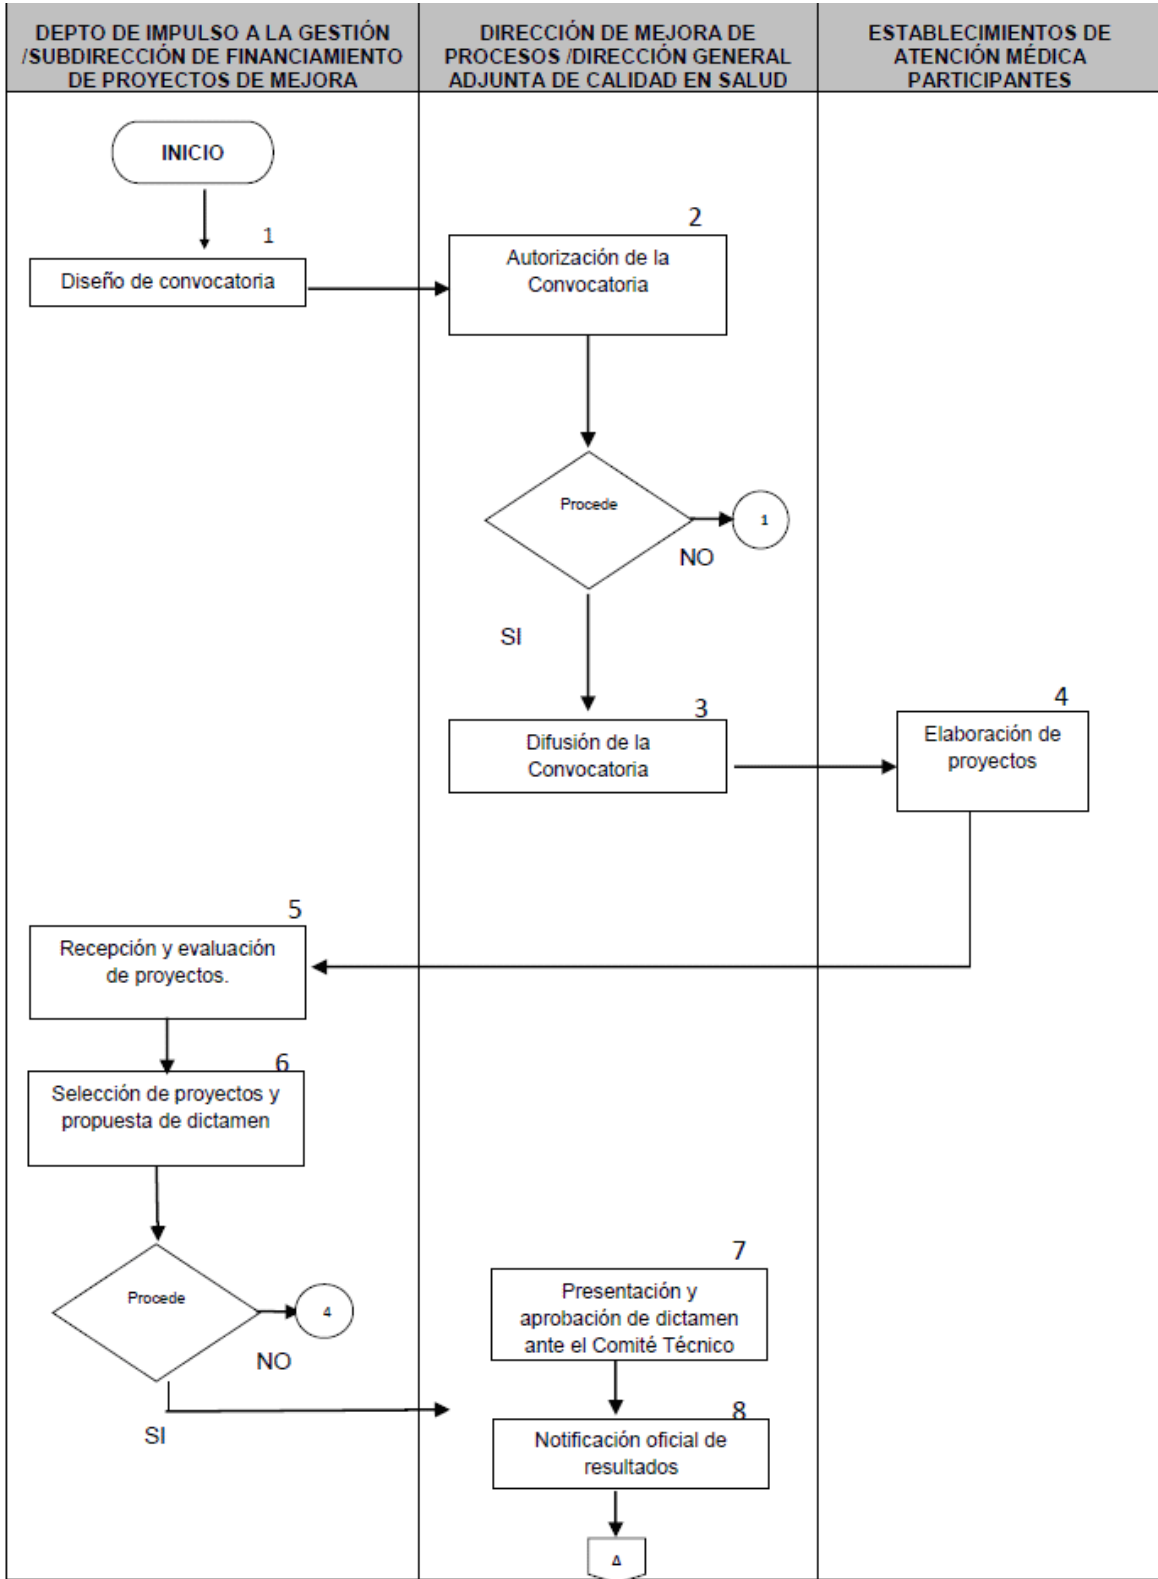 DEPTO DE IMPULSO A LA GESTIÓN
/SUBDIRECCIÓN DE FINANCIAMIENTO
DE PROYECTOS DE MEJORA
DIRECCIÓN DE MEJORA DE
PROCESOS /DIRECCIÓN GENERAL
ADJUNTA DE CALIDAD EN SALUD
ESTABLECIMIENTOS DE
ATENCIÓN MÉDICA
PARTICIPANTES
INICIO
1
Diseño de convocatoria
2
Autorización de la
Convocatoria
Procede
1
NO
SI
3
Difusión de la
Convocatoria
4
Elaboración de
proyectos
5
Recepción y evaluación
de proyectos.
6
Selección de proyectos y
propuesta de dictamen
Procede
4
NO
SI
7
Presentación y
aprobación de dictamen
ante el Comité Técnico
8
Notificación oficial de
resultados
A